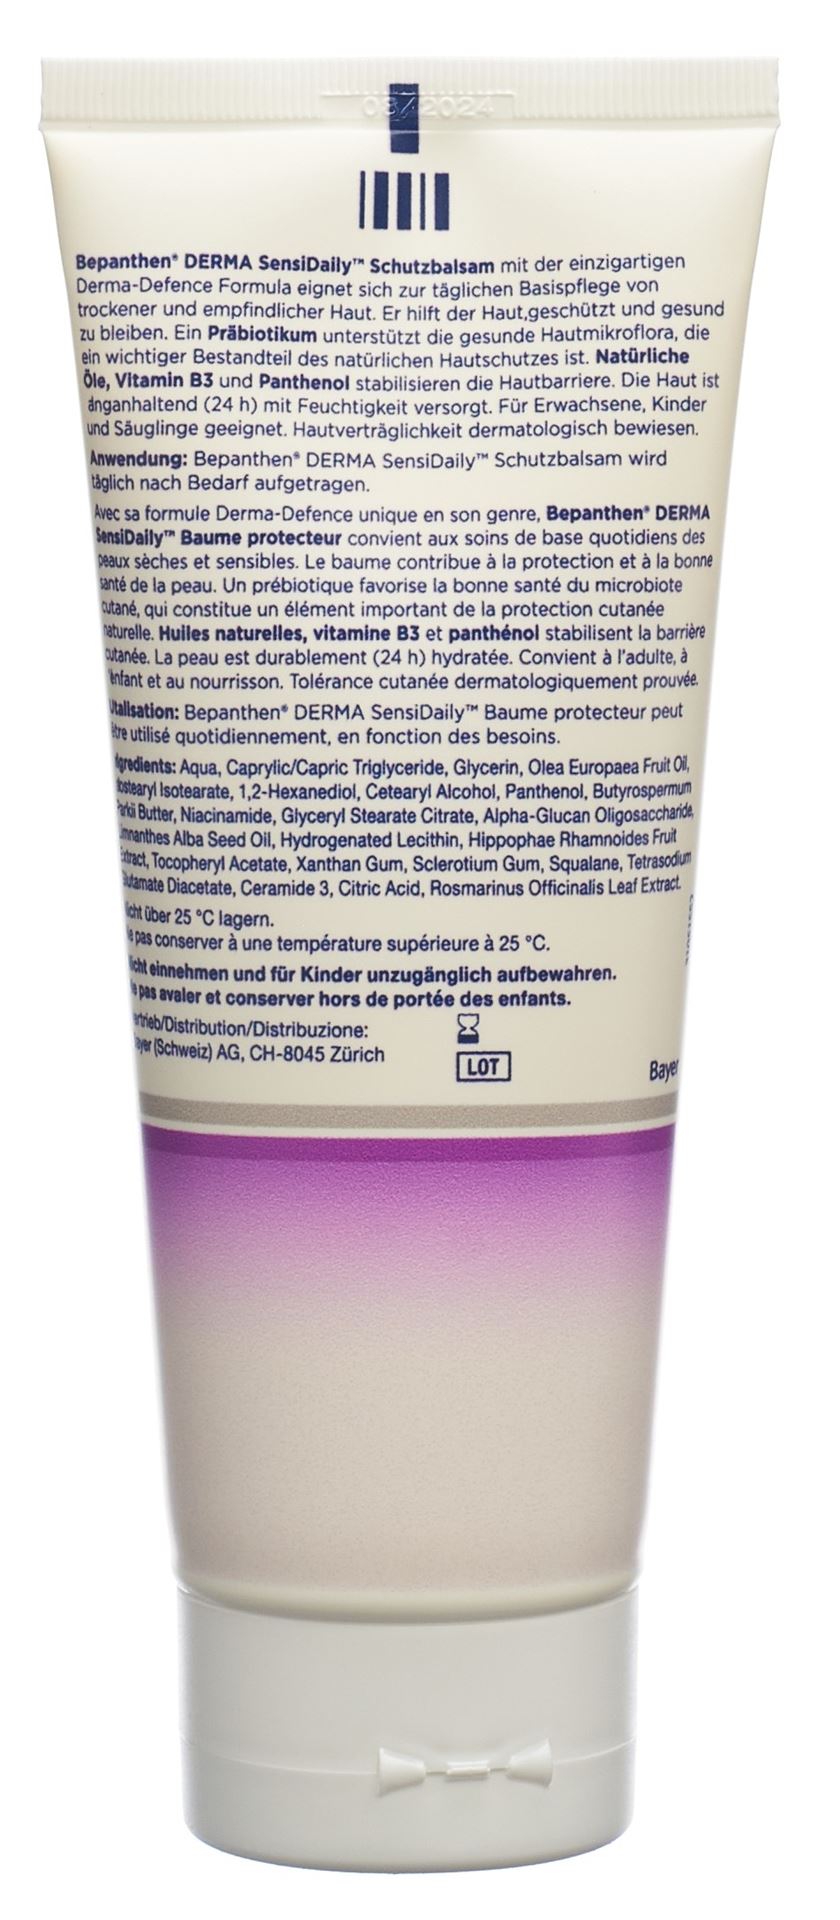 08/2024
Bepanthen® DERMA SensiDaily™ Schutzbalsam mit der einzigartigen
Derma-Defence Formula eignet sich zur täglichen Basispflege von
trockener und empfindlicher Haut. Er hilft der Haut,geschützt und gesund
zu bleiben. Ein Präbiotikum unterstützt die gesunde Hautmikroflora, die
ein wichtiger Bestandteil des natürlichen Hautschutzes ist. Natürliche
Öle, Vitamin B3 und Panthenol stabilisieren die Hautbarriere. Die Haut ist
anganhaltend (24 h) mit Feuchtigkeit versorgt. Für Erwachsene, Kinder
und Säuglinge geeignet. Hautverträglichkeit dermatologisch bewiesen.
Anwendung: Bepanthen® DERMA SensiDaily™ Schutzbalsam wird
täglich nach Bedarf aufgetragen.
Avec sa formule Derma-Defence unique en son genre, Bepanthen® DERMA
SensiDaily™ Baume protecteur convient aux soins de base quotidiens des
peaux sèches et sensibles. Le baume contribue à la protection et à la bonne
santé de la peau. Un prébiotique favorise la bonne santé du microbiote
cutané, qui constitue un élément important de la protection cutanée
naturelle. Huiles naturelles, vitamine B3 et panthénol stabilisent la barrière
cutanée. La peau est durablement (24 h) hydratée. Convient à l'adulte, à
'enfant et au nourrisson. Tolérance cutanée dermatologiquement prouvée.
Utalisation: Bepanthen® DERMA SensiDaily™ Baume protecteur peut
être utilisé quotidiennement, en fonction des besoins.
Ingredients: Aqua, Caprylic/Capric Triglyceride, Glycerin, Olea Europaea Fruit Oil,
Isotearate, 1,2-Hexanediol, Cetearyl Alcohol, Panthenol, Butyrospermum
Parkii Butter, Niacinamide, Glyceryl Stearate Citrate, Alpha-Glucan Oligosaccharide,
Limnanthes Alba Seed Oil, Hydrogenated Lecithin, Hippophae Rhamnoides Fruit
Extract, Tocopheryl Acetate, Xanthan Gum, Sclerotium Gum, Squalane, Tetrasodium
Glutamate Diacetate, Ceramide 3, Citric Acid, Rosmarinus Officinalis Leaf Extract.
icht über 25 °C lagern.
e pas conserver à une température supérieure à 25 °C.
icht einnehmen und für Kinder unzugänglich aufbewahren.
e pas avaler et conserver hors de portée des enfants.
ertrieb/Distribution/Distribuzione:
ayer (Schweiz) AG, CH-8045 Zürich
LOT
Bayer